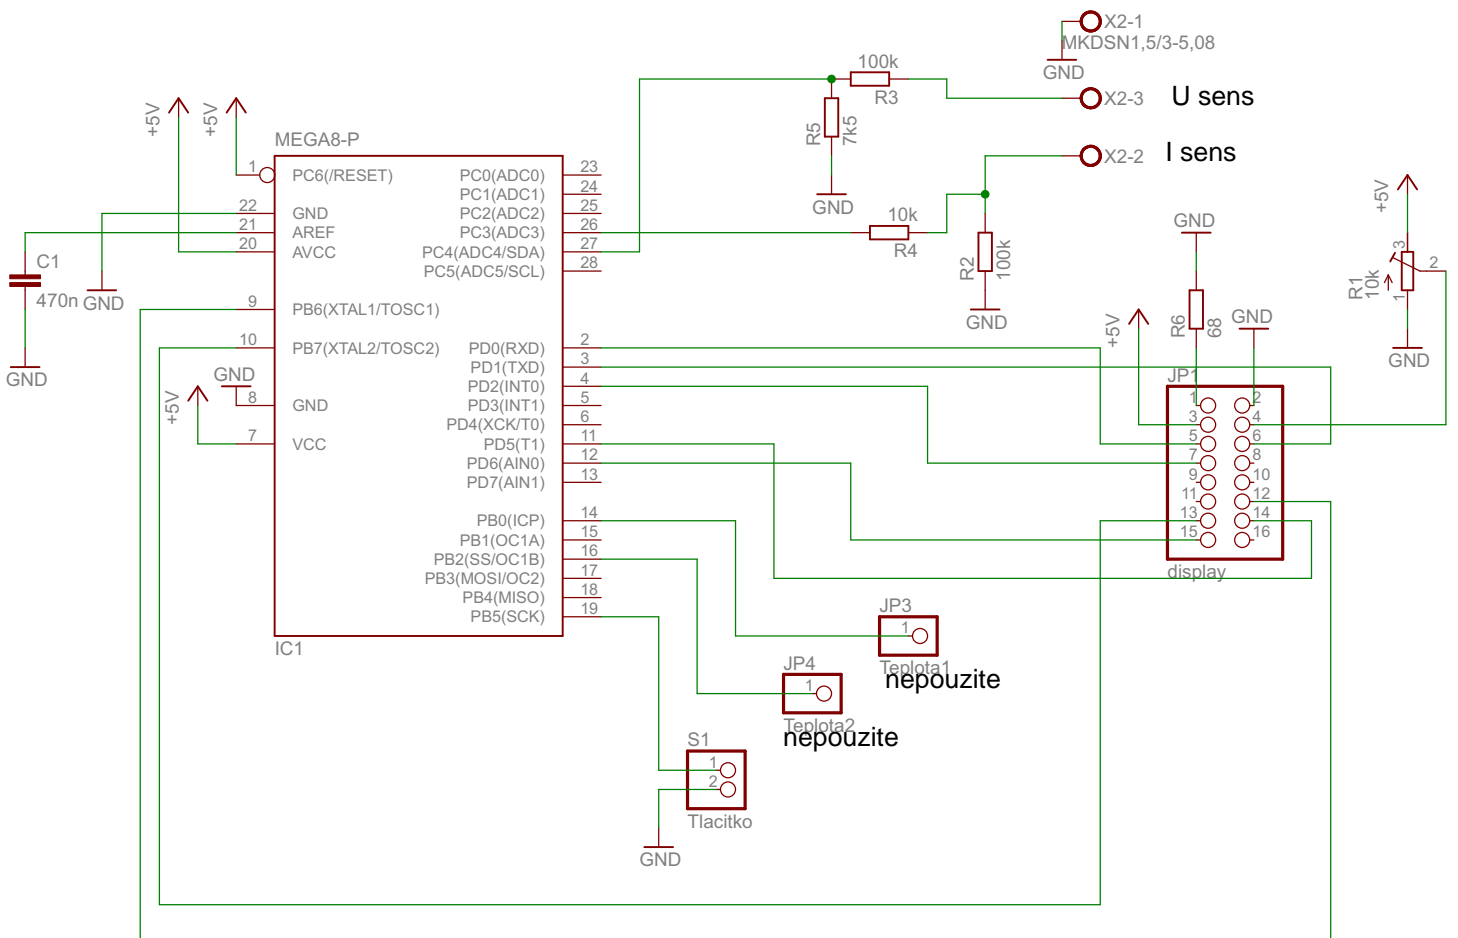 X2-1
MKDSN1,5/3-5,08
GND
100k
R3
X2-3
U sens
R5
7k5
GND
X2-2
I sens
10k
R4
R2
100k
GND
+5V
+5V
MEGA8-P
1
PC6(/RESET)
22
GND
21
AREF
20
AVCC
9
PB6(XTAL1/TOSC1)
10
PB7(XTAL2/TOSC2)
8
GND
7
VCC
PC0(ADC0)
23
PC1(ADC1)
24
PC2(ADC2)
25
PC3(ADC3)
26
PC4(ADC4/SDA)
27
PC5(ADC5/SCL)
28
PD0(RXD)
2
PD1(TXD)
3
PD2(INT0)
4
PD3(INT1)
5
PD4(XCK/T0)
6
PD5(T1)
11
PD6(AIN0)
12
PD7(AIN1)
13
PB0(ICP)
14
PB1(OC1A)
15
PB2(SS/OC1B)
16
PB3(MOSI/OC2)
17
PB4(MISO)
18
PB5(SCK)
19
IC1
C1
470n
GND
GND
GND
+5V
GND
R6
68
GND
+5V
+5V
R1
10k
3
2
1
GND
JP1
1
2
3
4
5
6
7
8
9
10
11
12
13
14
15
16
display
JP3
1
Teplota1
nepouzite
JP4
1
Teplota2
nepouzite
S1
1
2
Tlacitko
GND